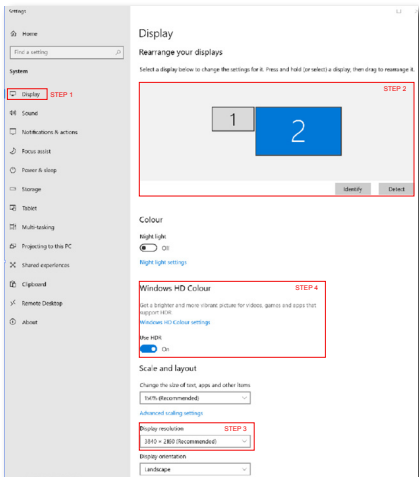 Settings
Home
Find a setting
System
Display STEP 1
Sound
Notifications & actions
Focus assist
Power & sleep
Storage
Tablet
Multi-tasking
Projecting to this PC
Shared experiences
Clipboard
Remote Desktop
About
Display
Rearrange your displays
Select a display below to change the settings for it. Press and hold (or select) a display, then drag to rearrange it.
STEP 2
1
2
Identify Detect
Colour
Night light
Off
Night light settings
Windows HD Colour STEP 4
Get a brighter and more vibrant picture for videos, games and apps that
support HDR.
Windows HD Colour settings
Use HDR
On
Scale and layout
Change the size of text, apps and other items
150% (Recommended)
Advanced scaling settings
Display resolution STEP 3
3840 × 2160 (Recommended)
Display orientation
Landscape